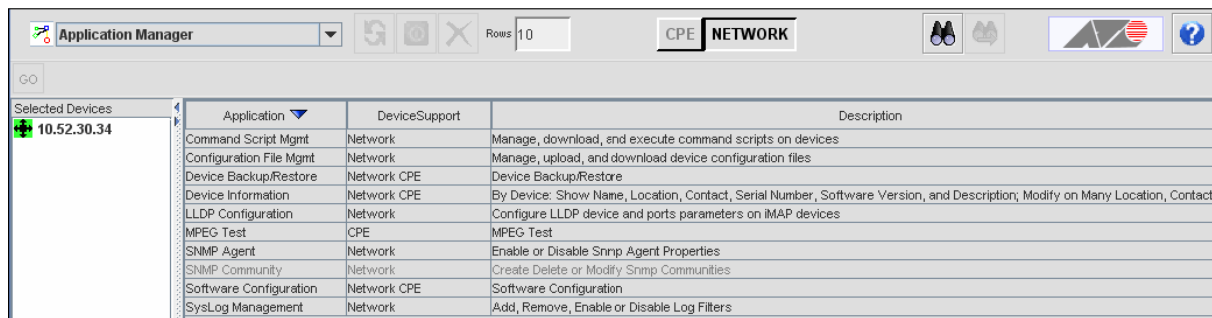 Application Manager
Rows 10
CPE NETWORK
?
GO
Selected Devices
10.52.30.34
Application DeviceSupport Description
Command Script Mgmt Network Manage, download, and execute command scripts on devices
Configuration File Mgmt Network Manage, upload, and download device configuration files
Device Backup/Restore Network CPE Device Backup/Restore
Device Information Network CPE By Device: Show Name, Location, Contact, Serial Number, Software Version, and Description; Modify on Many Location, Contact
LLDP Configuration Network Configure LLDP device and ports parameters on iMAP devices
MPEG Test CPE MPEG Test
SNMP Agent Network Enable or Disable Snmp Agent Properties
SNMP Community Network Create Delete or Modify Snmp Communities
Software Configuration Network CPE Software Configuration
SysLog Management Network Add, Remove, Enable or Disable Log Filters